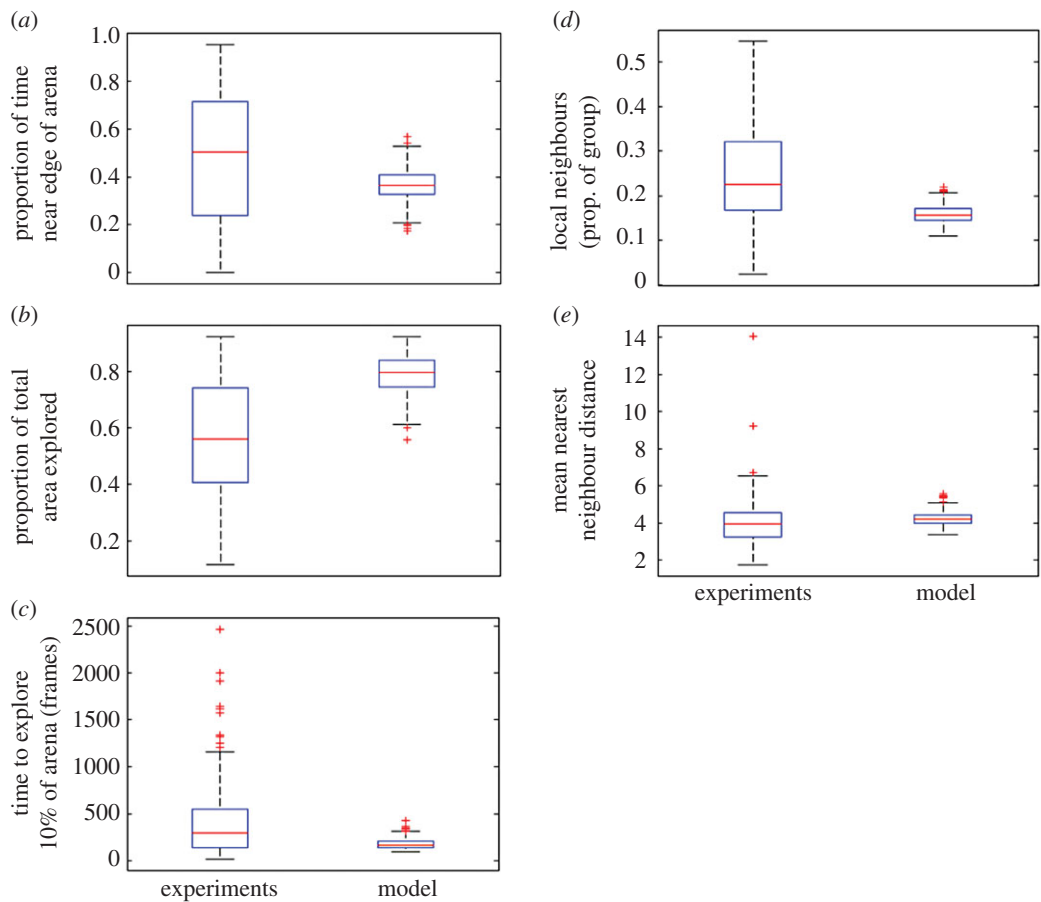 (a)
proportion of time
near edge of arena
1.0
0.8
0.6
0.4
0.2
0
(b)
proportion of total
area explored
0.8
0.6
0.4
0.2
(c)
time to explore
10% of arena (frames)
2500
2000
1500
1000
500
0
experiments
model
(d)
local neighbours
(prop. of group)
0.5
0.4
0.3
0.2
0.1
0
(e)
mean nearest
neighbour distance
14
12
10
8
6
4
2
experiments
model